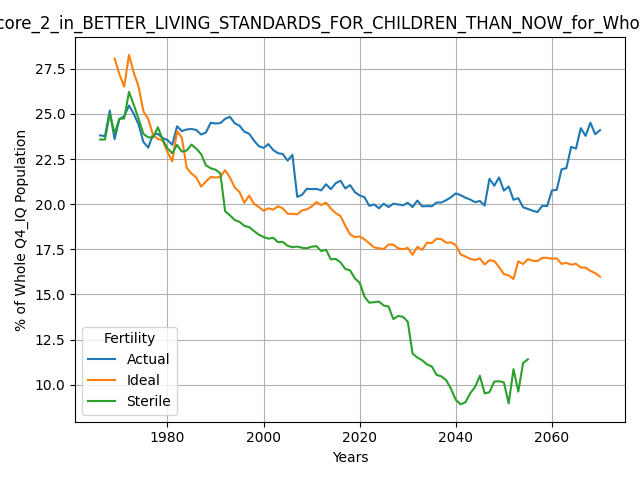 core_2_in_BETTER_LIVING_STANDARDS_FOR_CHILDREN_THAN_NOW_for_Who
% of Whole Q4_IQ Population
27.5
25.0
22.5
20.0
17.5
15.0
12.5
10.0
Fertility
Actual
Ideal
Sterile
1980
2000
2020
2040
2060
Years